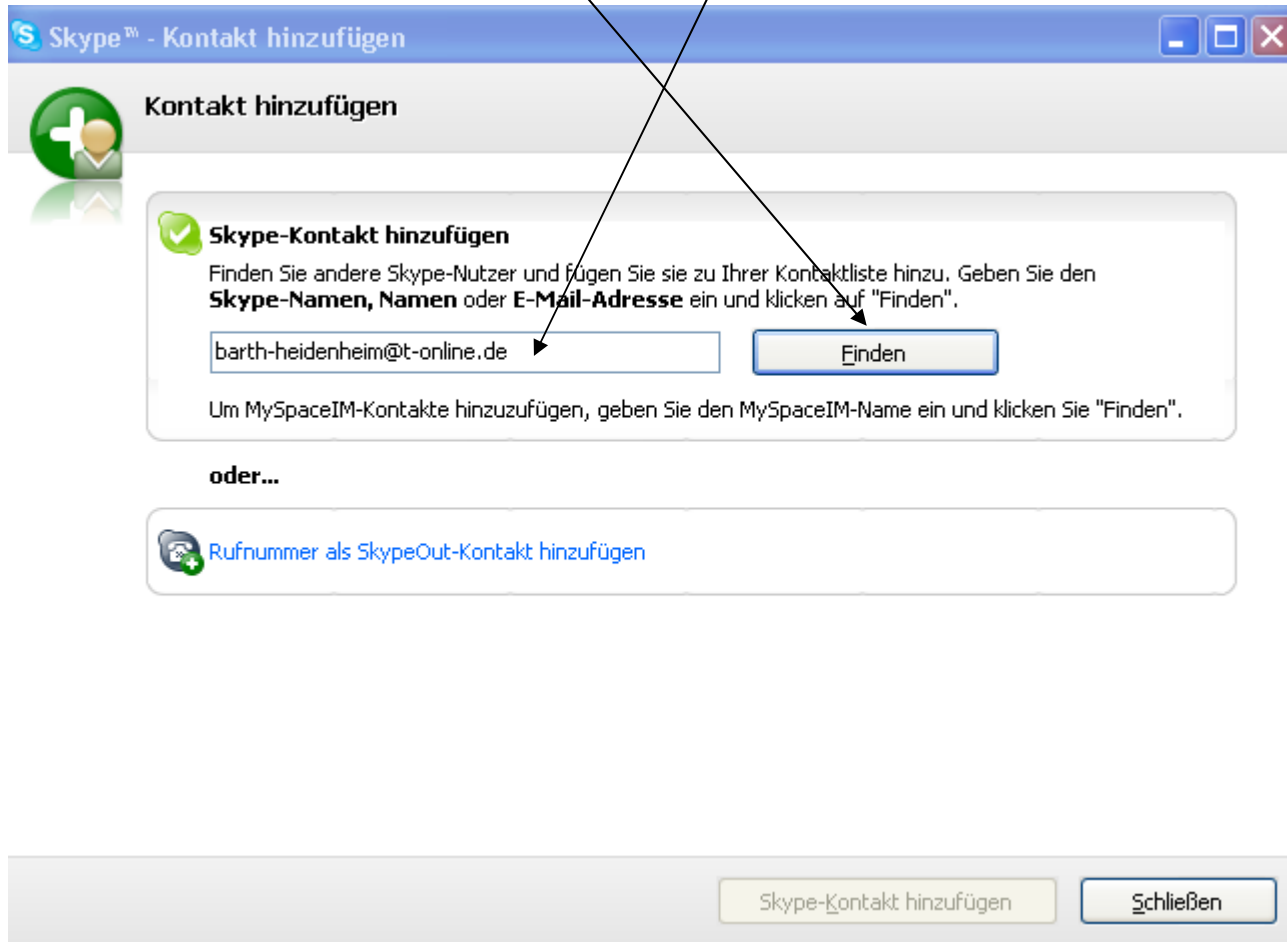 Skype™ - Kontakt hinzufügen
Kontakt hinzufügen
Skype-Kontakt hinzufügen
Finden Sie andere Skype-Nutzer und fügen Sie sie zu Ihrer Kontaktliste hinzu. Geben Sie den
Skype-Namen, Namen oder E-Mail-Adresse ein und klicken auf "Finden".
barth-heidenheim@t-online.de
Finden
Um MySpaceIM-Kontakte hinzuzufügen, geben Sie den MySpaceIM-Name ein und klicken Sie "Finden".
oder...
Rufnummer als SkypeOut-Kontakt hinzufügen
Skype-Kontakt hinzufügen
Schließen